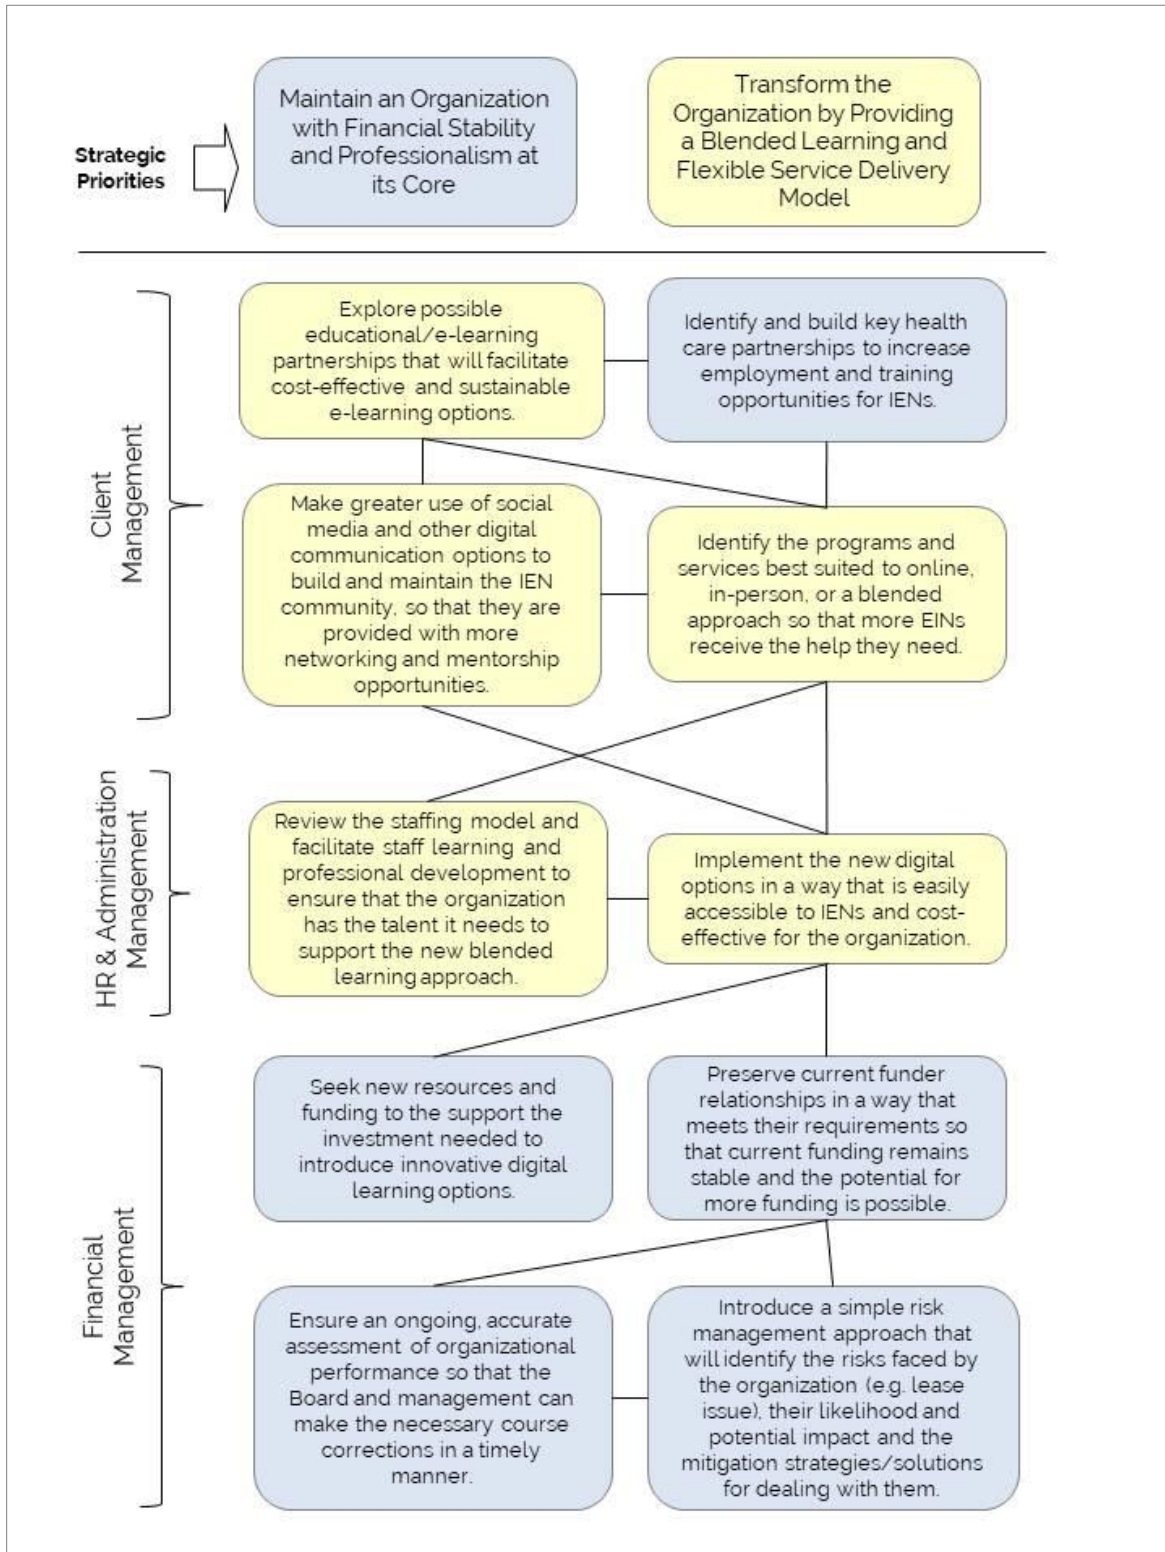 Strategic
Priorities
Maintain an Organization
with Financial Stability
and Professionalism at
its Core
Transform the
Organization by Providing
a Blended Learning and
Flexible Service Delivery
Model
Client
Management
Explore possible
educational/e-learning
partnerships that will facilitate
cost-effective and sustainable
e-learning options.
Identify and build key health
care partnerships to increase
employment and training
opportunities for IENs.
Make greater use of social
media and other digital
communication options to
build and maintain the IEN
community, so that they are
provided with more
networking and mentorship
opportunities.
Identify the programs and
services best suited to online,
in-person, or a blended
approach so that more EINs
receive the help they need.
HR & Administration
Management
Review the staffing model and
facilitate staff learning and
professional development to
ensure that the organization
has the talent it needs to
support the new blended
learning approach.
Implement the new digital
options in a way that is easily
accessible to IENs and cost-
effective for the organization.
Financial
Management
Seek new resources and
funding to the support the
investment needed to
introduce innovative digital
learning options.
Preserve current funder
relationships in a way that
meets their requirements so
that current funding remains
stable and the potential for
more funding is possible.
Ensure an ongoing, accurate
assessment of organizational
performance so that the
Board and management can
make the necessary course
corrections in a timely
manner.
Introduce a simple risk
management approach that
will identify the risks faced by
the organization (e.g. lease
issue), their likelihood and
potential impact and the
mitigation strategies/solutions
for dealing with them.